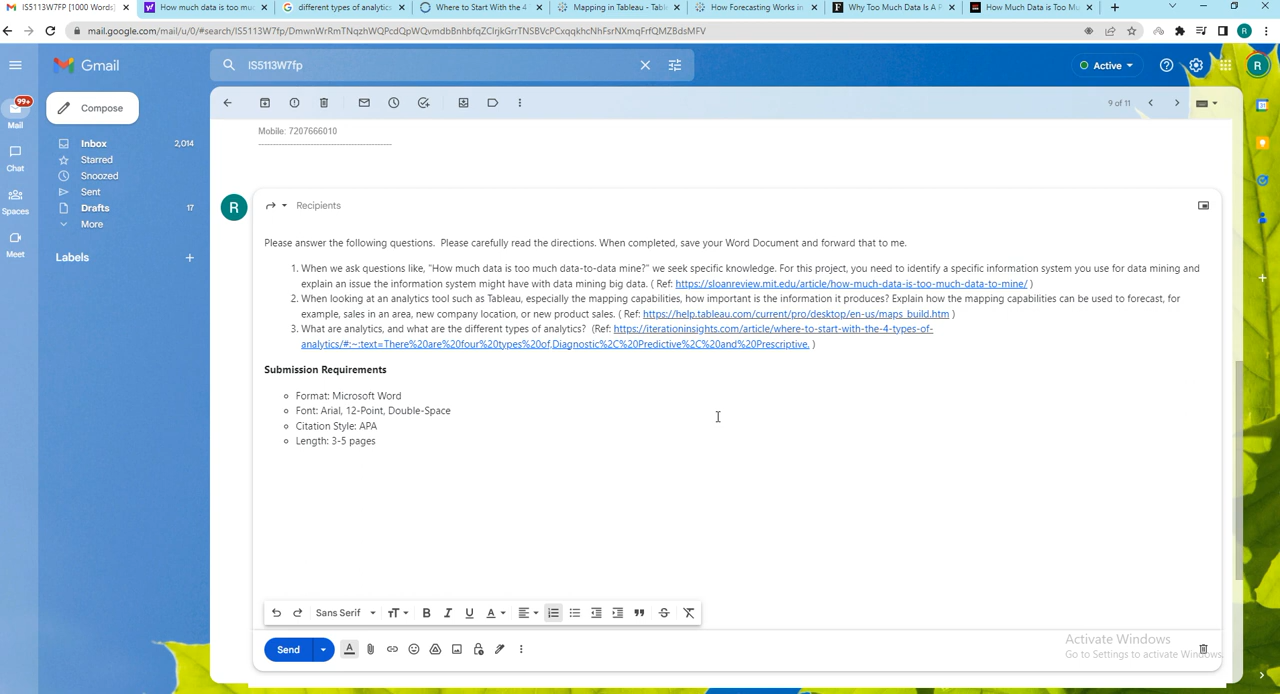 IS5113W7FP [1000 Words]
How much data is too muc
different types of analytics
Where to Start With the 4
Mapping in Tableau - Tabl
How Forecasting Works in
Why Too Much Data Is A P
How Much Data is Too Mu
mail.google.com/mail/u/0/#search/IS5113W7fp/DmwnWrRmTNqzhWQPcdQpWQvmdbBnhbfqZClrjkGrrTNSBVcPCxqqkhcNhFsrNXmqFrfQMZBdsMFV
R
Gmail
IS5113W7fp
Active
R
99+
Mail
Chat
Spaces
Meet
Compose
Inbox 2,014
Starred
Snoozed
Sent
Drafts 17
More
Labels
9 of 11
Mobile: 7207666010
R
Recipients
Please answer the following questions. Please carefully read the directions. When completed, save your Word Document and forward that to me.
1. When we ask questions like, "How much data is too much data-to-data mine?" we seek specific knowledge. For this project, you need to identify a specific information system you use for data mining and
explain an issue the information system might have with data mining big data. ( Ref: https://sloanreview.mit.edu/article/how-much-data-is-too-much-data-to-mine/ )
2. When looking at an analytics tool such as Tableau, especially the mapping capabilities, how important is the information it produces? Explain how the mapping capabilities can be used to forecast, for
example, sales in an area, new company location, or new product sales. ( Ref: https://help.tableau.com/current/pro/desktop/en-us/maps_build.htm )
3. What are analytics, and what are the different types of analytics? (Ref: https://iterationinsights.com/article/where-to-start-with-the-4-types-of-
analytics/#:~:text=There%20are%20four%20types%20of,Diagnostic%2C%20Predictive%2C%20and%20Prescriptive. )
Submission Requirements
Format: Microsoft Word
Font: Arial, 12-Point, Double-Space
Citation Style: APA
Length: 3-5 pages
Sans Serif
Send
Activate Windows
Go to Settings to activate Windows.